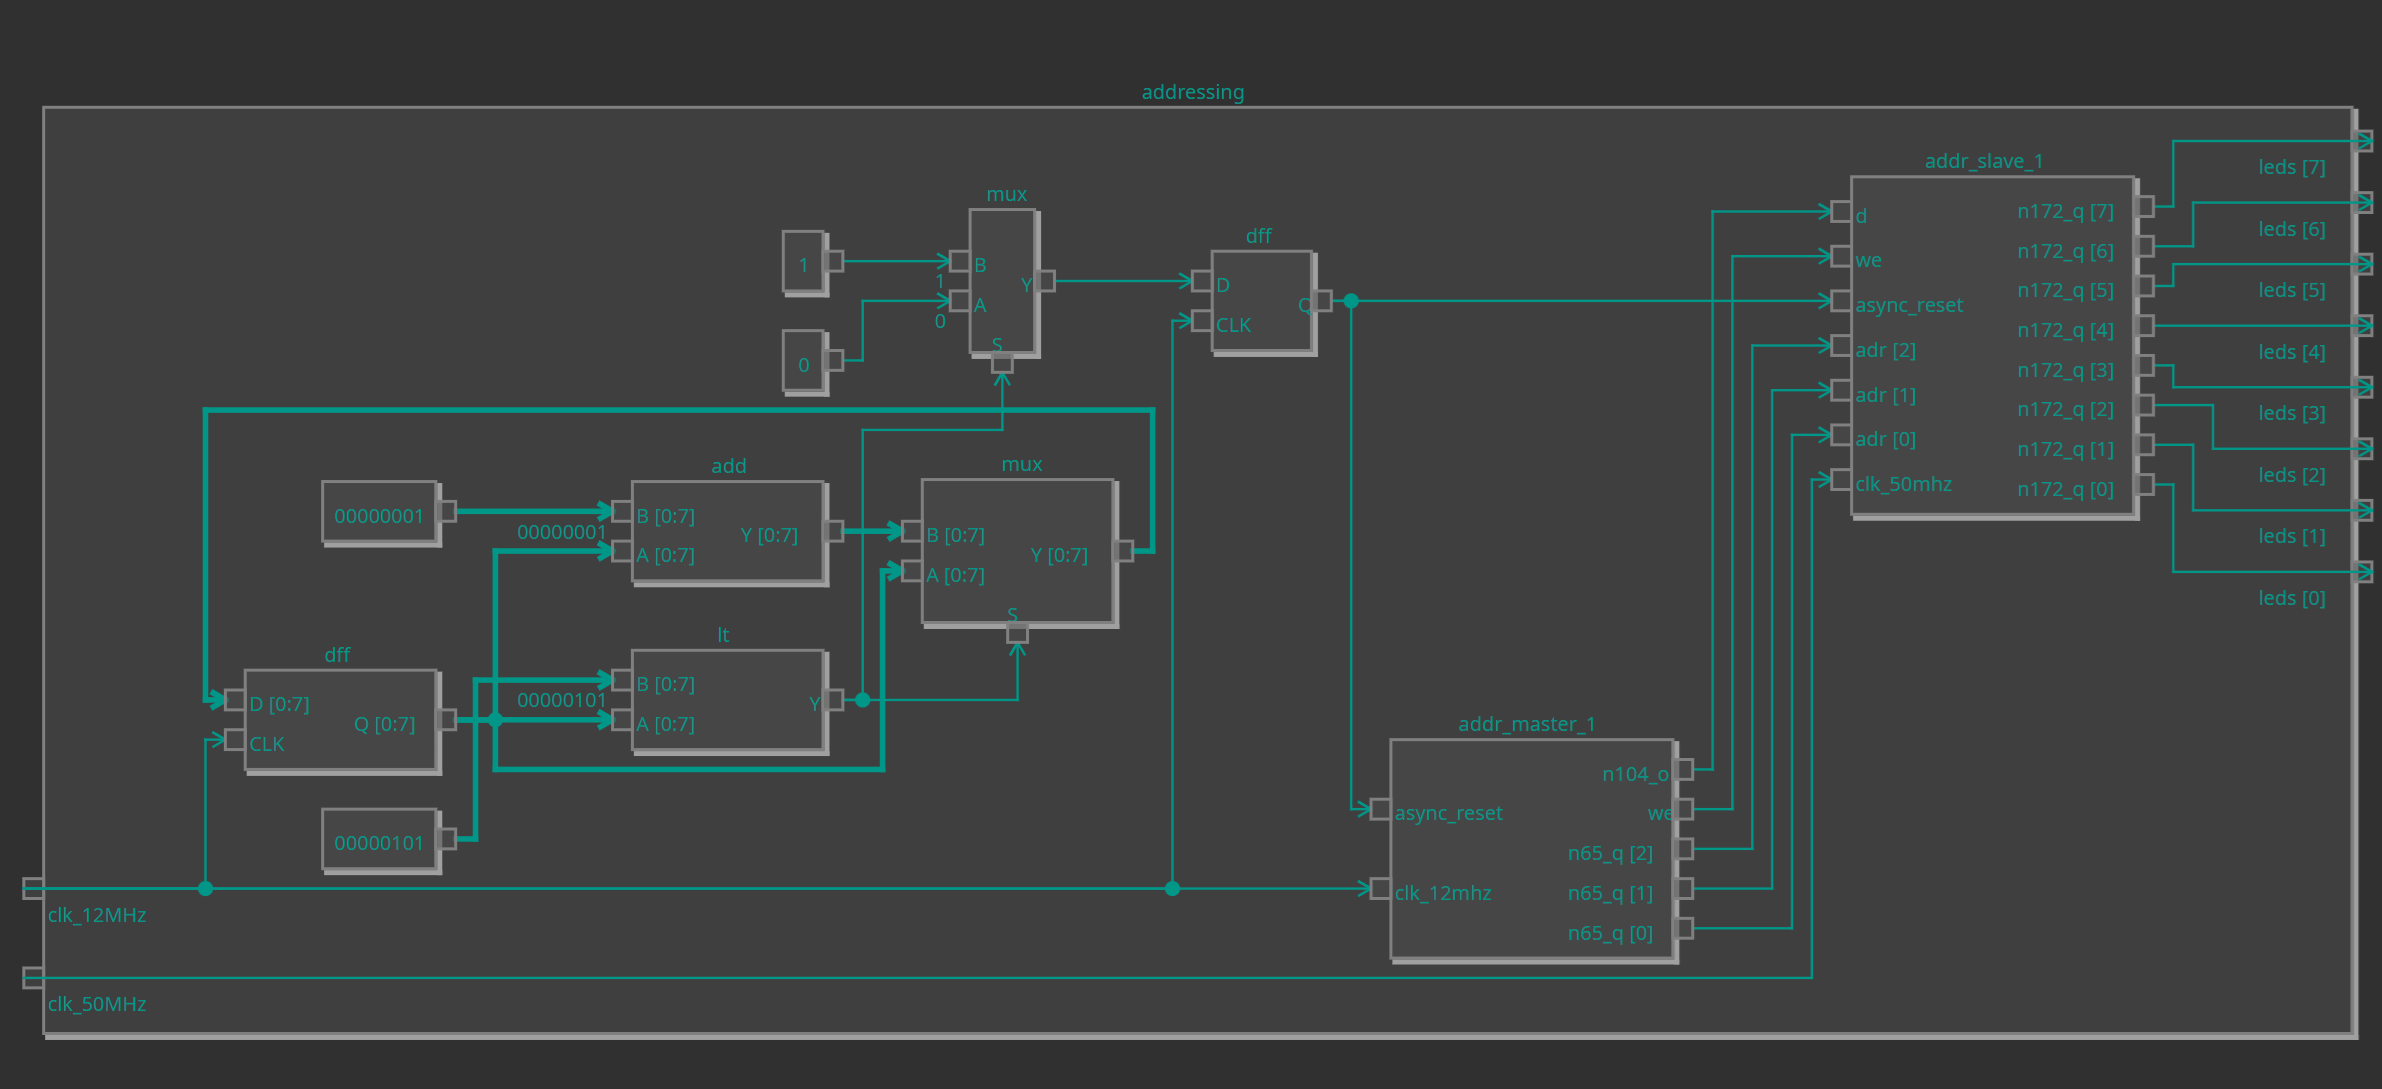 addressing
addr_slave_1
leds [7]
mux
n172_q [7]
d
leds [6]
dff
n172_q [6]
we
1
B
1
Y
D
n172_q [5]
leds [5]
A
0
Q
CLK
async_reset
n172_q [4]
S
0
adr [2]
leds [4]
n172_q [3]
adr [1]
n172_q [2]
leds [3]
adr [0]
n172_q [1]
add
mux
leds [2]
clk_50mhz
n172_q [0]
00000001
00000001
B [0:7]
Y [0:7]
A [0:7]
B [0:7]
Y [0:7]
A [0:7]
leds [1]
S
leds [0]
lt
dff
B [0:7]
00000101
D [0:7]
Q [0:7]
A [0:7]
Y
CLK
addr_master_1
n104_o
async_reset
we
00000101
n65_q [2]
clk_12mhz
n65_q [1]
clk_12MHz
n65_q [0]
clk_50MHz